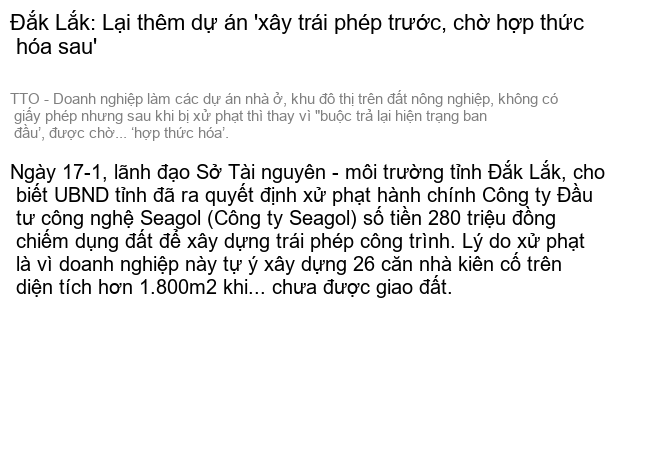 Đắk Lắk: Lại thêm dự án 'xây trái phép trước, chờ hợp thức
hóa sau'
TTO - Doanh nghiệp làm các dự án nhà ở, khu đô thị trên đất nông nghiệp, không có
giấy phép nhưng sau khi bị xử phạt thì thay vì "buộc trả lại hiện trạng ban
đầu’, được chờ... ‘hợp thức hóa’.
Ngày 17-1, lãnh đạo Sở Tài nguyên - môi trường tỉnh Đắk Lắk, cho
biết UBND tỉnh đã ra quyết định xử phạt hành chính Công ty Đầu
tư công nghệ Seagol (Công ty Seagol) số tiền 280 triệu đồng
chiếm dụng đất để xây dựng trái phép công trình. Lý do xử phạt
là vì doanh nghiệp này tự ý xây dựng 26 căn nhà kiên cố trên
diện tích hơn 1.800m2 khi... chưa được giao đất.